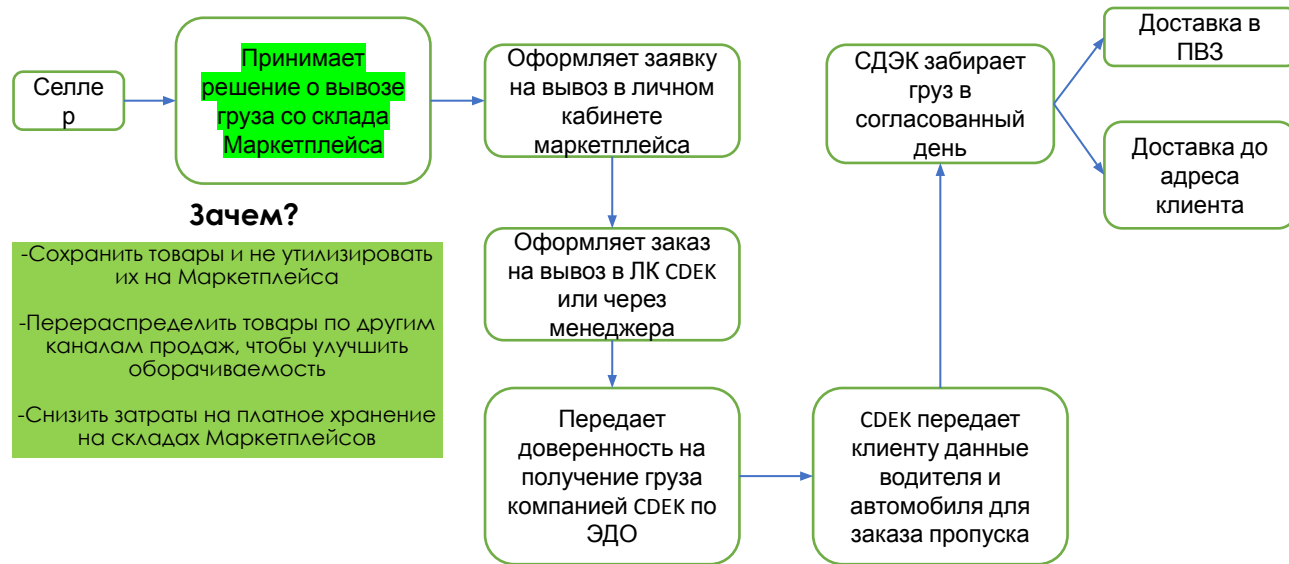 Селле
р
Принимает
решение о вывозе
груза со склада
Маркетплейса
Оформляет заявку
на вывоз в личном
кабинете
маркетплейса
СДЭК забирает
груз в
согласованный
день
Доставка в
ПВЗ
Доставка до
адреса
клиента
Зачем?
-Сохранить товары и не утилизировать
их на Маркетплейса
-Перераспределить товары по другим
каналам продаж, чтобы улучшить
оборачиваемость
-Снизить затраты на платное хранение
на складах Маркетплейсов
Оформляет заказ
на вывоз в ЛК CDEK
или через
менеджера
Передает
доверенность на
получение груза
компанией CDEK по
ЭДО
CDEK передает
клиенту данные
водителя и
автомобиля для
заказа пропуска